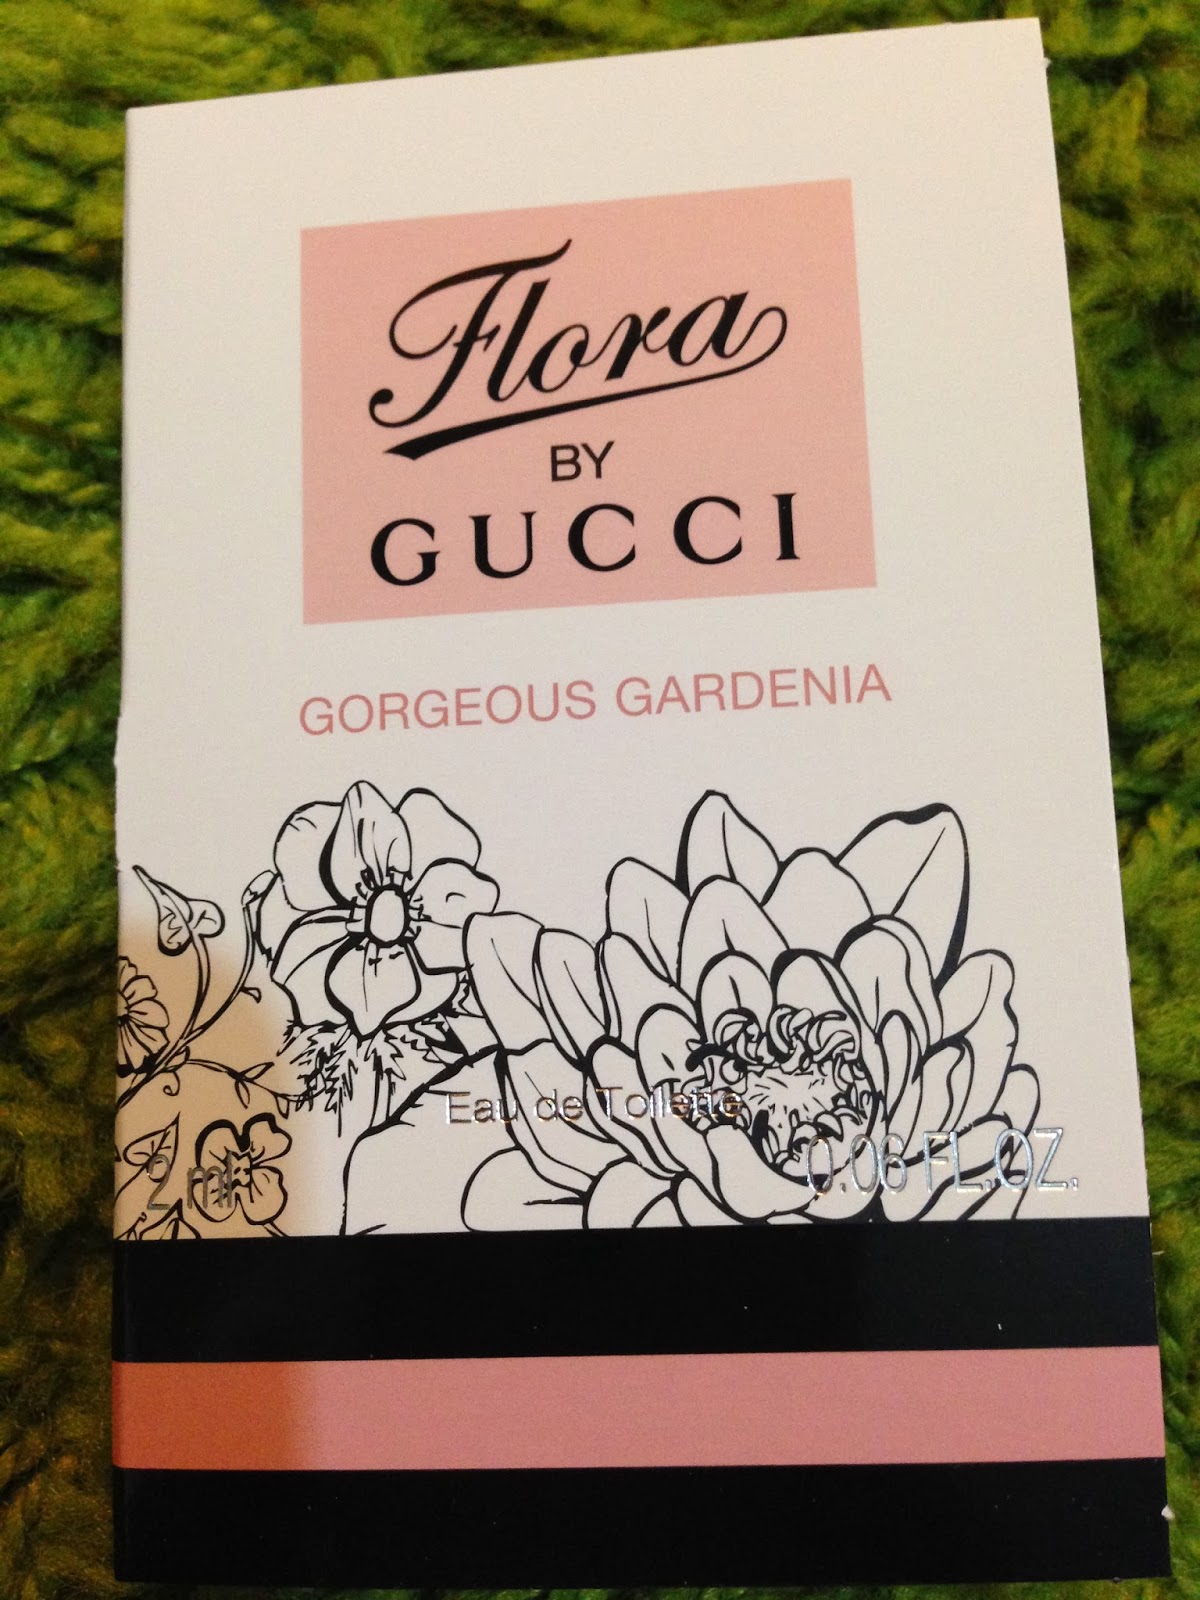 Flora
BY
GUCCI
GORGEOUS GARDENIA
Eau de Toilette
2 ml
0.06 FL.OZ.